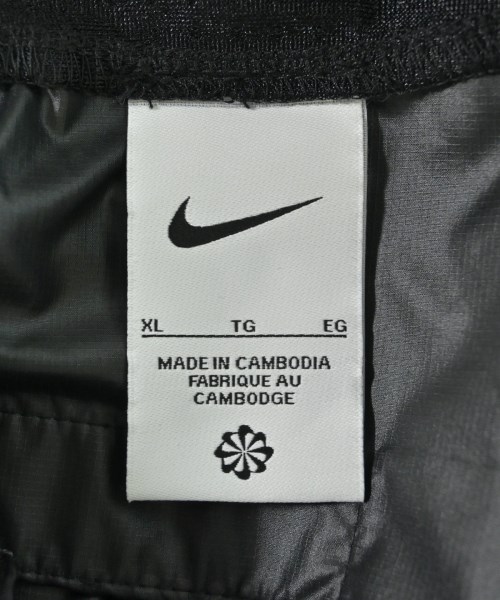 XL TG EG
MADE IN CAMBODIA
FABRIQUE AU
CAMBODGE